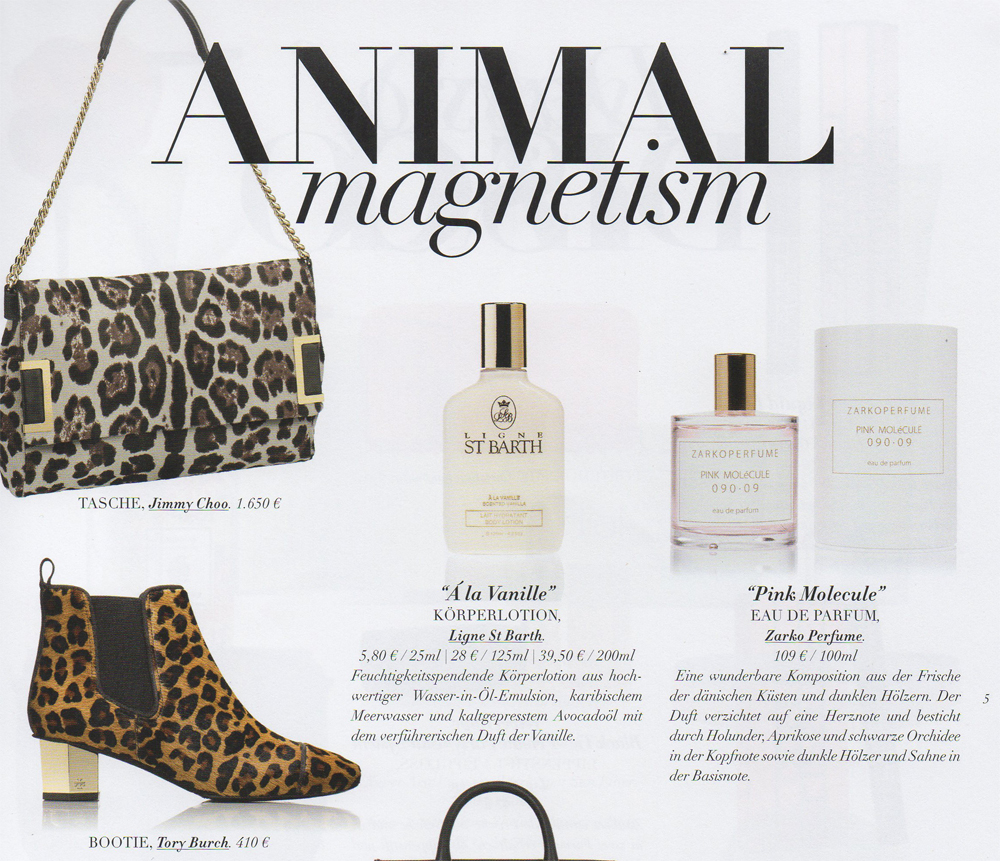 ANIMAL
magnetism
TASCHE, Jimmy Choo. 1.650 €
LIGNE
ST BARTH
À LA VANILLE
LAIT HYDRATANT
BODY LOTION
ZARKOPERFUME
PINK MOLéCULE
090·09
eau de parfum
ZARKOPERFUME
PINK MOLéCULE
090·09
eau de parfum
“Á la Vanille”
KÖRPERLOTION,
Ligne St Barth.
5,80 € / 25ml | 28 € / 125ml | 39,50 € / 200ml
Feuchtigkeitsspendende Körperlotion aus hoch-
wertiger Wasser-in-Öl-Emulsion, karibischem
Meerwasser und kaltgepresstem Avocadoöl mit
dem verführerischen Duft der Vanille.
“Pink Molecule”
EAU DE PARFUM,
Zarko Perfume.
109 € / 100ml
Eine wunderbare Komposition aus der Frische
der dänischen Küsten und dunklen Hölzern. Der
Duft verzichtet auf eine Herznote und besticht
durch Holunder, Aprikose und schwarze Orchidee
in der Kopfnote sowie dunkle Hölzer und Sahne in
der Basisnote.
5
BOOTIE, Tory Burch. 410 €